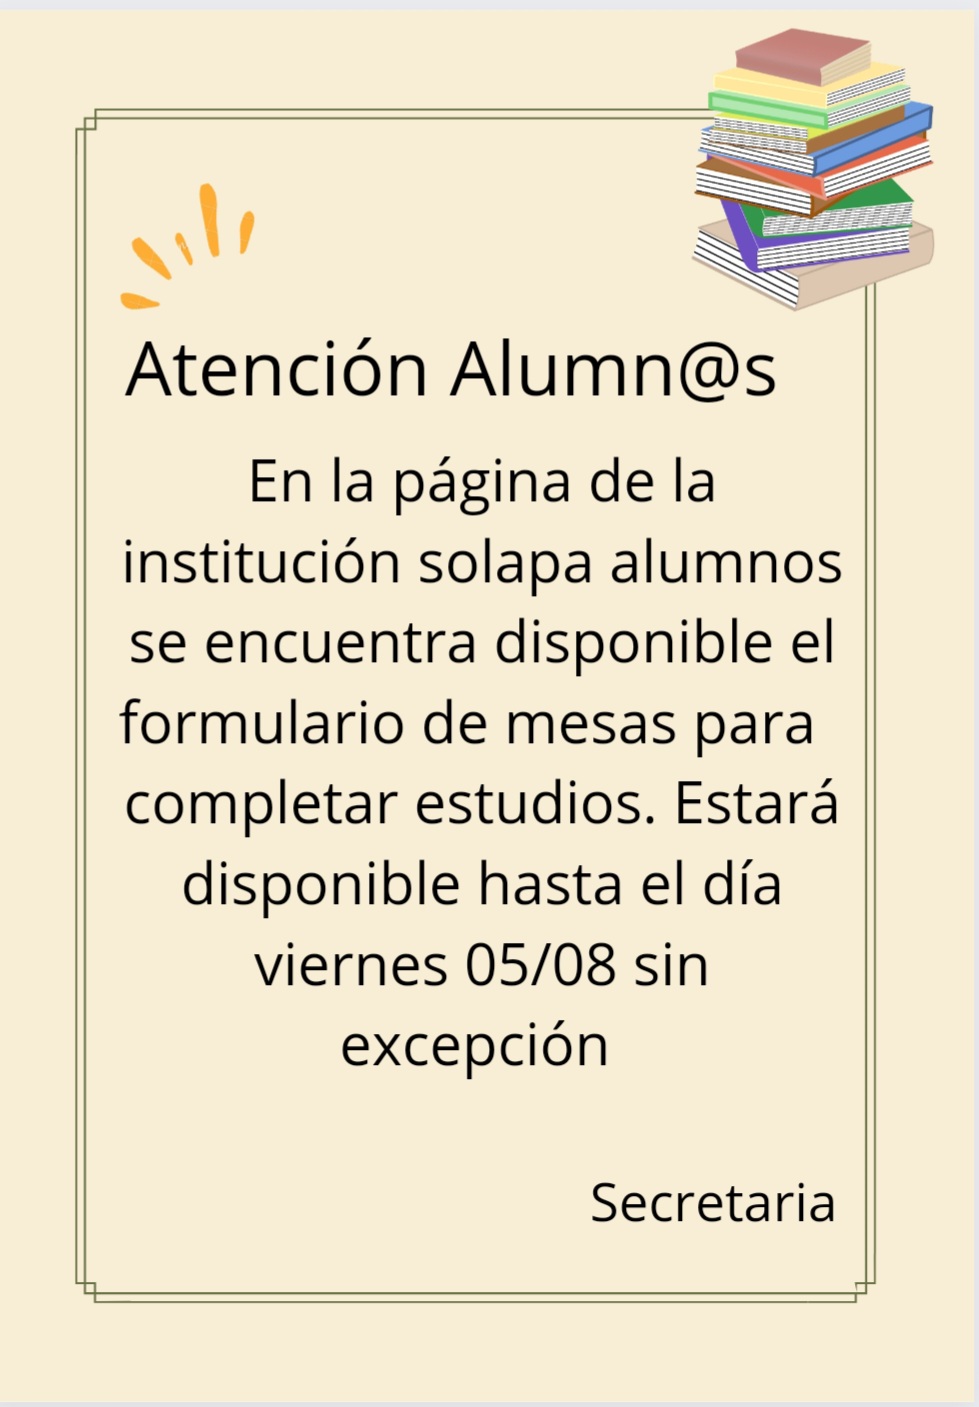 Atención Alumn@s
En la página de la
institución solapa alumnos
se encuentra disponible el
formulario de mesas para
completar estudios. Estará
disponible hasta el día
viernes 05/08 sin
excepción
Secretaria